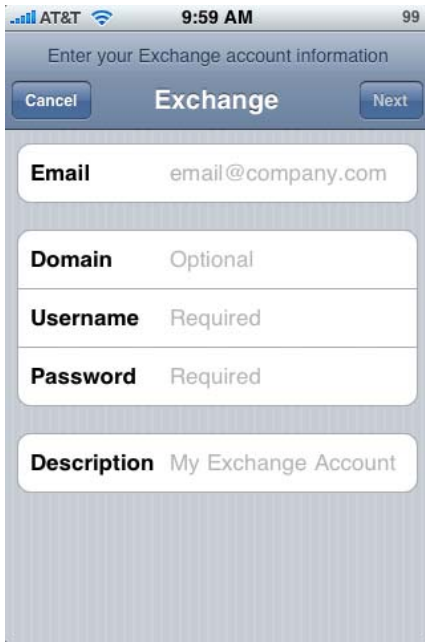 AT&T 9:59 AM 99
Enter your Exchange account information
Cancel Exchange Next
Email email@company.com
Domain Optional
Username Required
Password Required
Description My Exchange Account